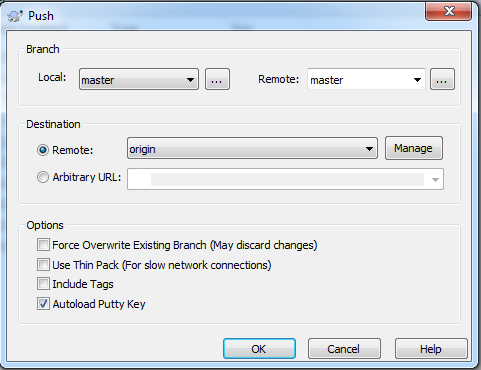 Push
Branch
Local: master ... Remote: master ...
Destination
Remote: origin Manage
Arbitrary URL:
Options
Force Overwrite Existing Branch (May discard changes)
Use Thin Pack (For slow network connections)
Include Tags
Autoload Putty Key
OK Cancel Help